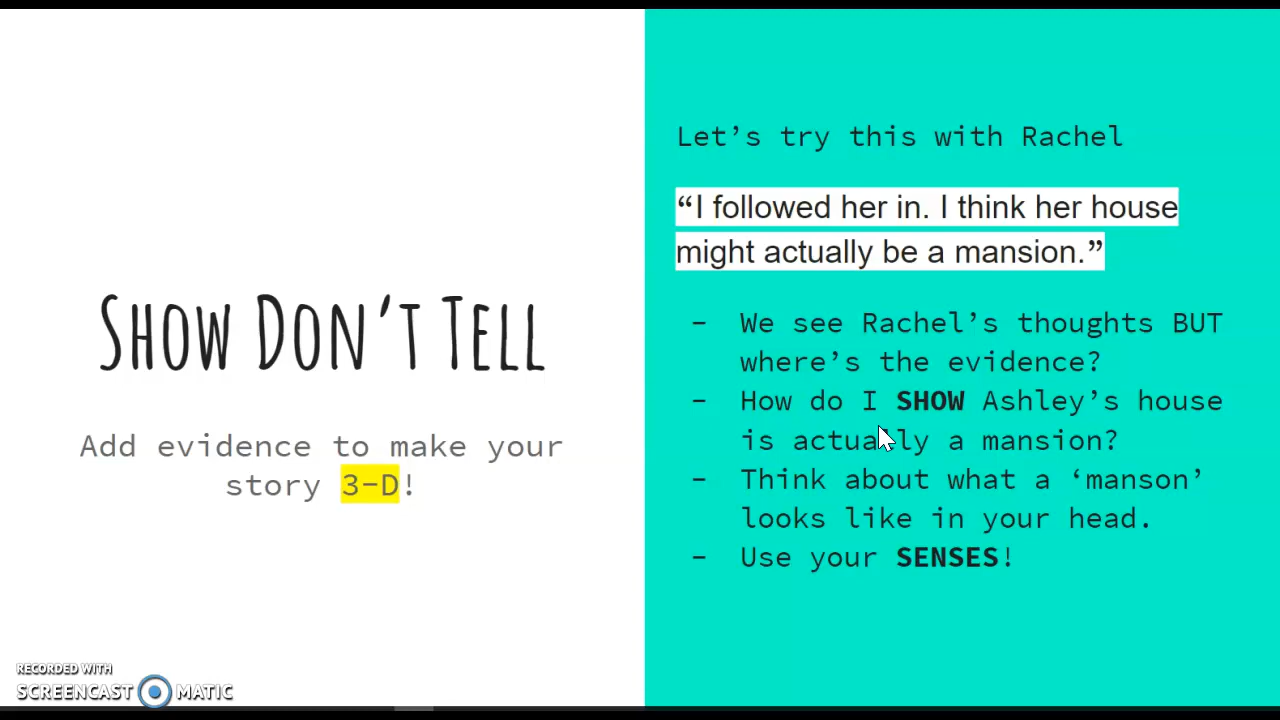 Show Don't Tell
Add evidence to make your
story 3-D!
Let's try this with Rachel
“I followed her in. I think her house
might actually be a mansion.”
- We see Rachel's thoughts BUT
where's the evidence?
- How do I SHOW Ashley's house
is actually a mansion?
- Think about what a ‘manson’
looks like in your head.
- Use your SENSES!
RECORDED WITH
SCREENCAST MATIC